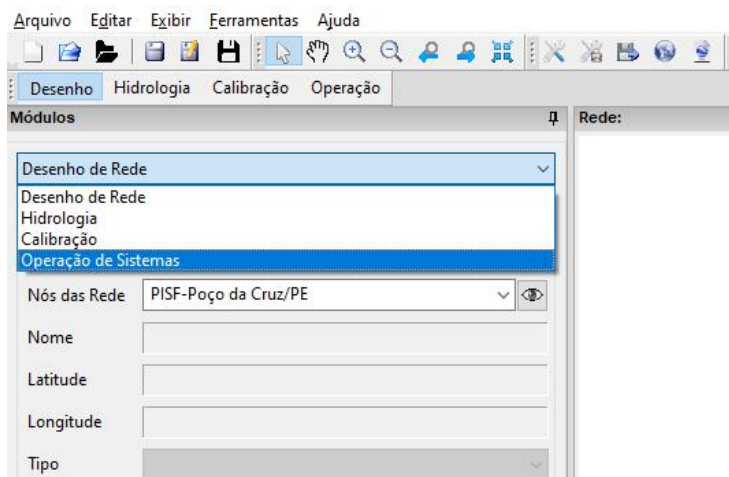 Arquivo Editar Exibir Ferramentas Ajuda
Desenho Hidrologia Calibração Operação
Módulos Rede:
Desenho de Rede
Desenho de Rede
Hidrologia
Calibração
Operação de Sistemas
Nós das Rede PISF-Poço da Cruz/PE
Nome
Latitude
Longitude
Tipo